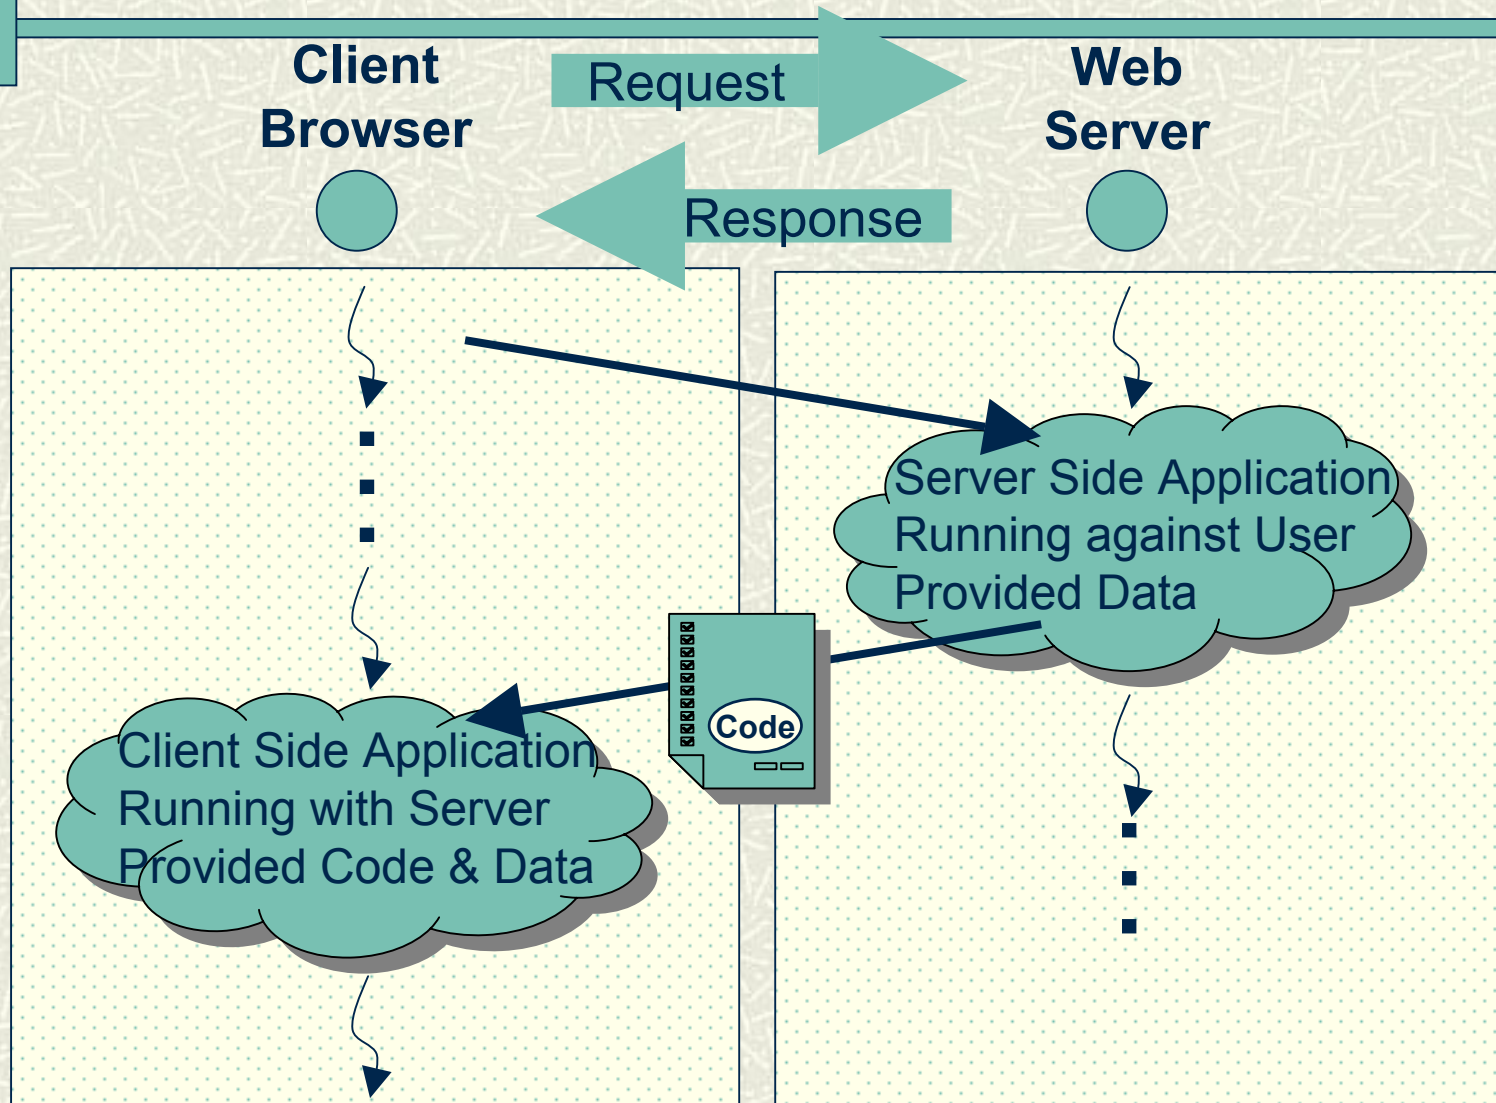 Client
Browser
Request
Web
Server
Response
Server Side Application
Running against User
Provided Data
Code
Client Side Application
Running with Server
Provided Code & Data